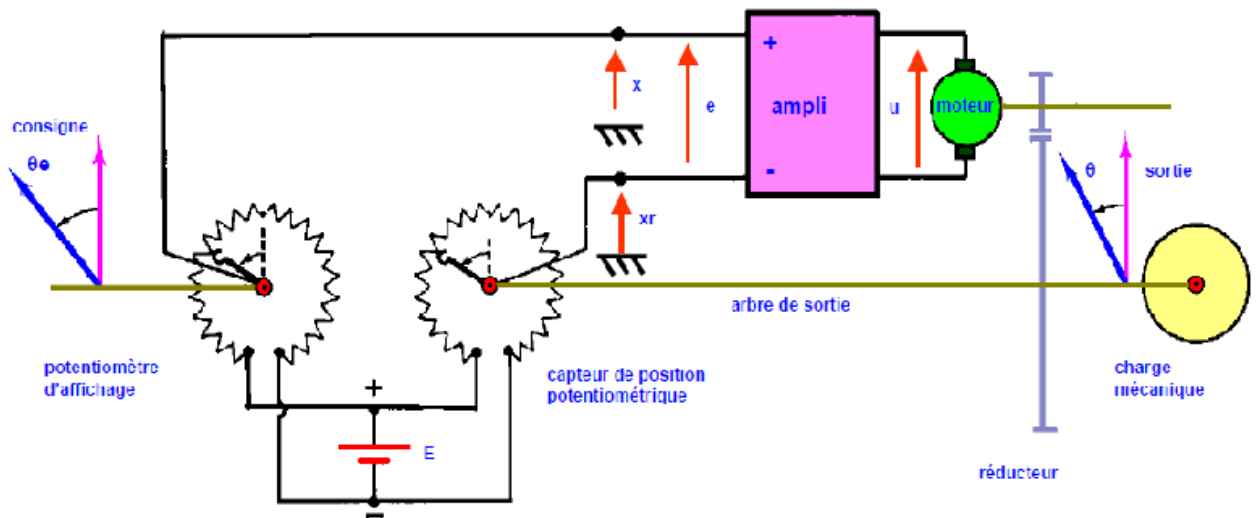 consigne
θe
x
e
+
ampli
-
u
moteur
xr
θ
sortie
arbre de sortie
potentiomètre
d'affichage
capteur de position
potentiométrique
+
E
-
charge
mécanique
réducteur